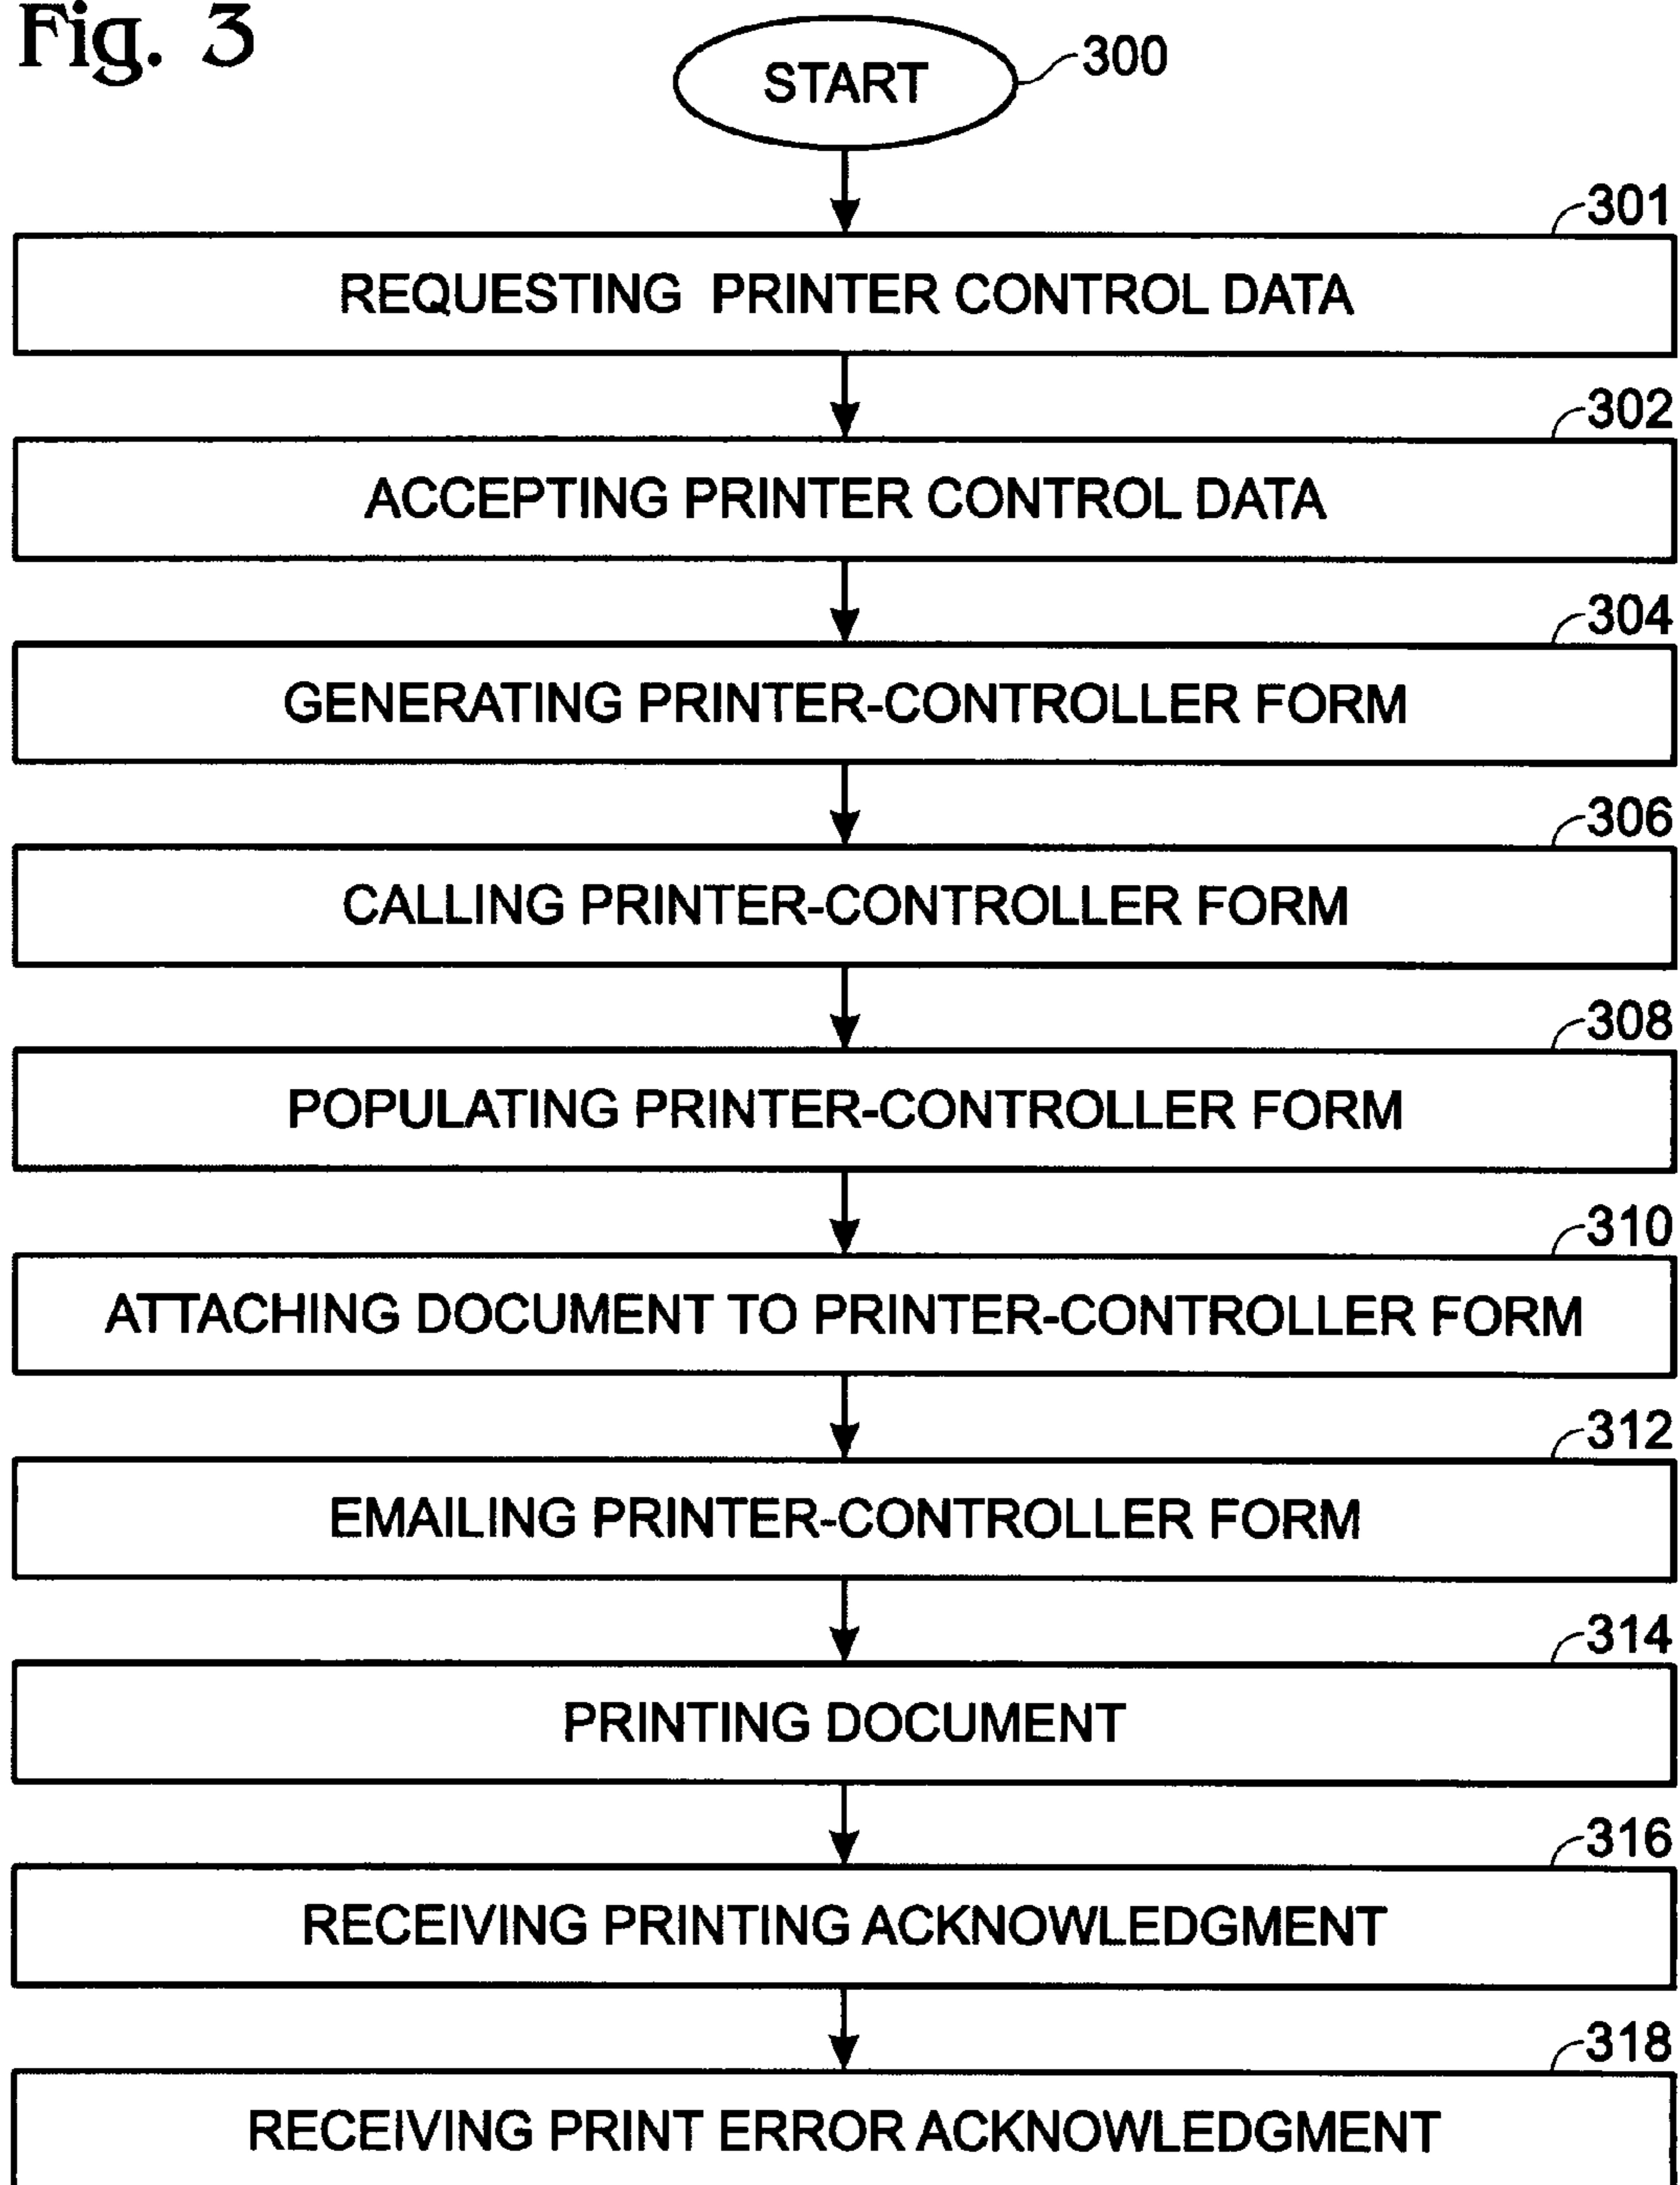 Fig. 3
START
300
301
REQUESTING PRINTER CONTROL DATA
302
ACCEPTING PRINTER CONTROL DATA
304
GENERATING PRINTER-CONTROLLER FORM
306
CALLING PRINTER-CONTROLLER FORM
308
POPULATING PRINTER-CONTROLLER FORM
310
ATTACHING DOCUMENT TO PRINTER-CONTROLLER FORM
312
EMAILING PRINTER-CONTROLLER FORM
314
PRINTING DOCUMENT
316
RECEIVING PRINTING ACKNOWLEDGMENT
318
RECEIVING PRINT ERROR ACKNOWLEDGMENT